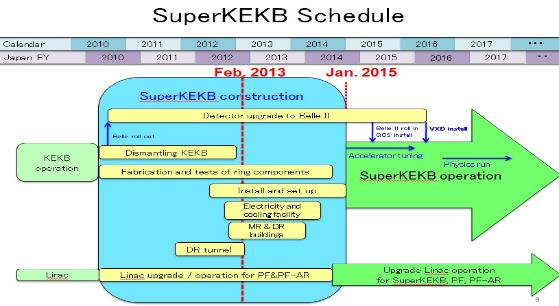 SuperKEKB Schedule
Calendar 2010 2011 2012 2013 2014 2015 2016 2017 •••
Japan FY 2010 2011 2012 2013 2014 2015 2016 2017 ••
Feb. 2013 Jan. 2015
SuperKEKB construction
Detector upgrade to Belle II
Belle roll out
Belle II roll in
QCS install
VXD install
KEKB
operation
Dismantling KEKB
Accelerator tuning
Physics run
Fabrication and tests of ring components
SuperKEKB operation
Install and set up
Electricity and
cooling facility
MR & DR
buildings
DR tunnel
Linac
Linac upgrade / operation for PF&PF-AR
Upgrade Linac operation
for SuperKEKB, PF, PF-AR
9